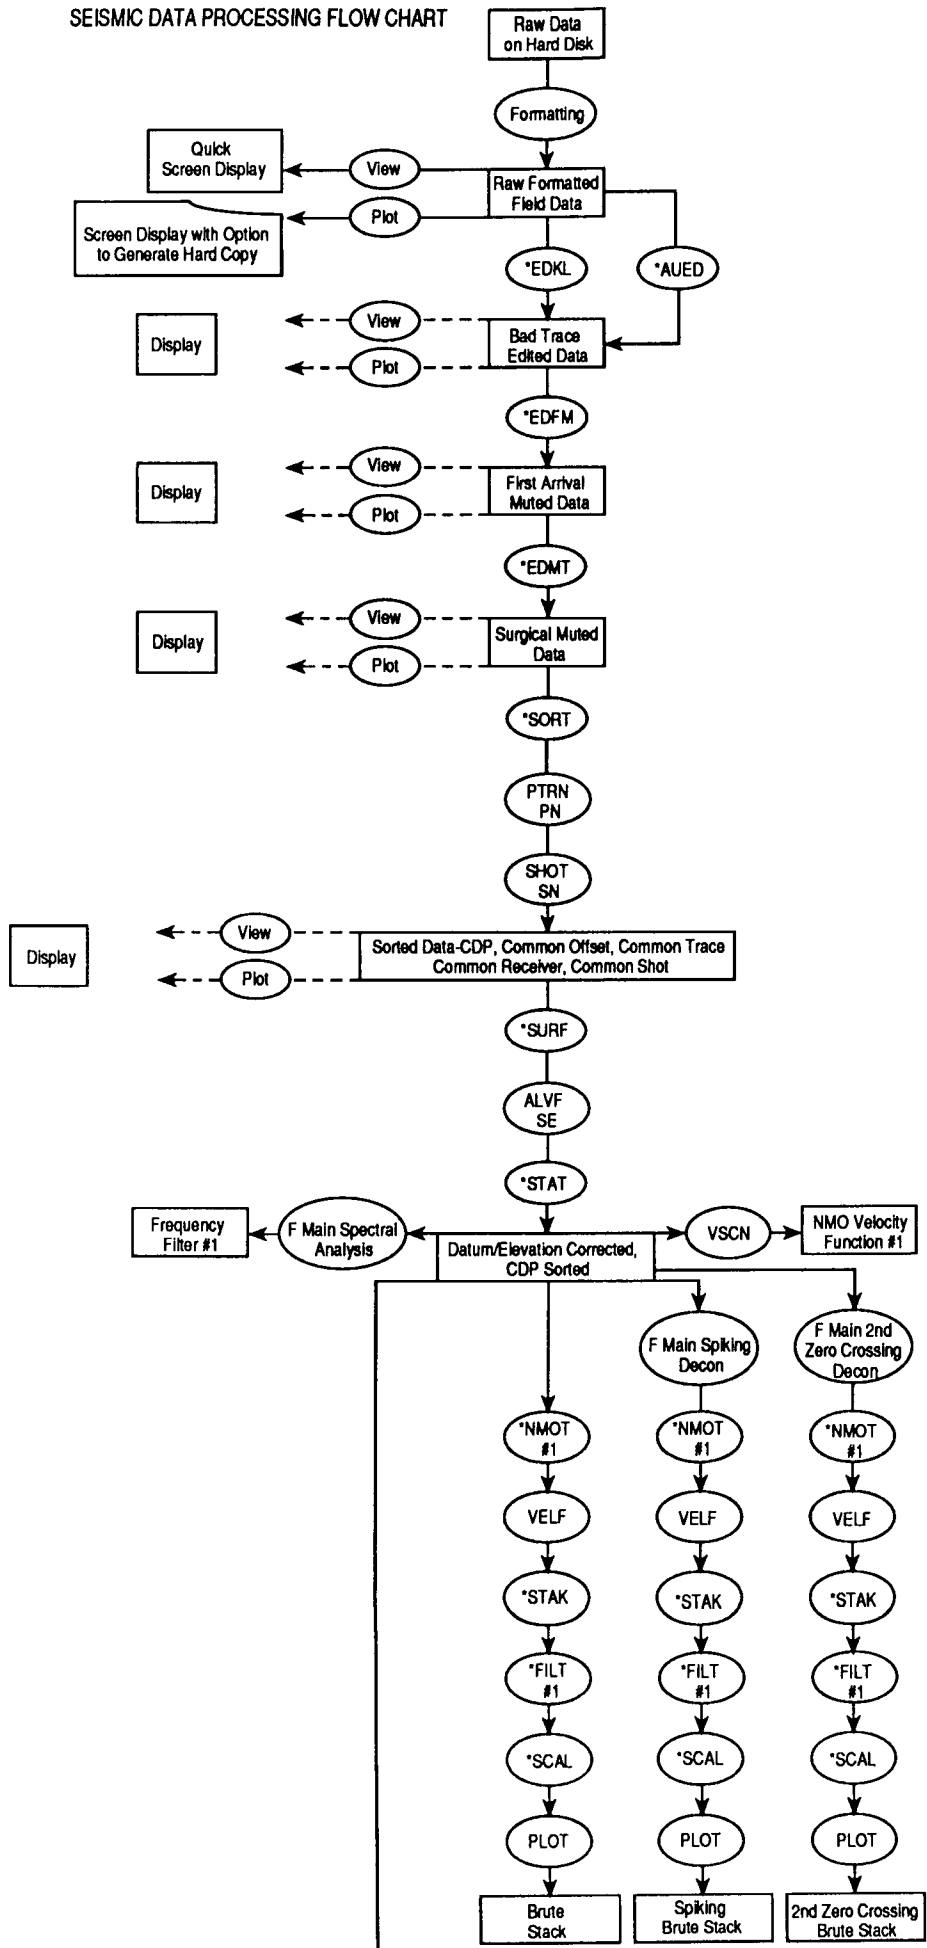 SEISMIC DATA PROCESSING FLOW CHART
Raw Data
on Hard Disk
Formatting
Quick
Screen Display
View
Raw Formatted
Field Data
Plot
Screen Display with Option
to Generate Hard Copy
*EDKL
*AUED
Display
View
Plot
Bad Trace
Edited Data
*EDFM
Display
View
Plot
First Arrival
Muted Data
*EDMT
Display
View
Plot
Surgical Muted
Data
*SORT
PTRN
PN
SHOT
SN
Display
View
Plot
Sorted Data-CDP, Common Offset, Common Trace
Common Receiver, Common Shot
*SURF
ALVF
SE
*STAT
Frequency
Filter #1
F Main Spectral
Analysis
Datum/Elevation Corrected,
CDP Sorted
VSCN
NMO Velocity
Function #1
F Main Spiking
Decon
F Main 2nd
Zero Crossing
Decon
*NMOT
#1
*NMOT
#1
*NMOT
#1
VELF
VELF
VELF
*STAK
*STAK
*STAK
*FILT
#1
*FILT
#1
*FILT
#1
*SCAL
*SCAL
*SCAL
PLOT
PLOT
PLOT
Brute
Stack
Spiking
Brute Stack
2nd Zero Crossing
Brute Stack